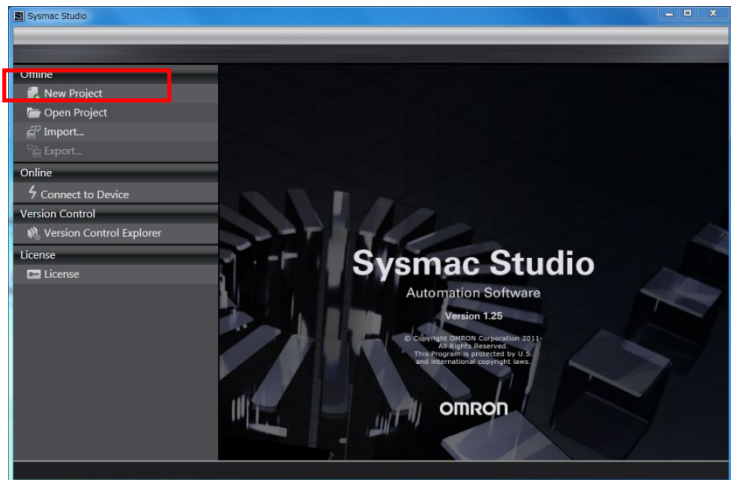 Sysmac Studio
Offline
New Project
Open Project
Import...
Export...
Online
Connect to Device
Version Control
Version Control Explorer
License
License
Sysmac Studio
Automation Software
Version 1.25
© Copyright OMRON Corporation 2011-
All Rights Reserved.
This Program is protected by U.S.
and international copyright laws.
OMRON